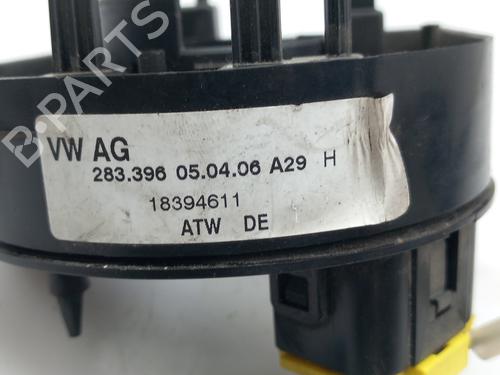 B-PARTS
VW AG
283.396 05.04.06 A29 H
18394611
ATW DE